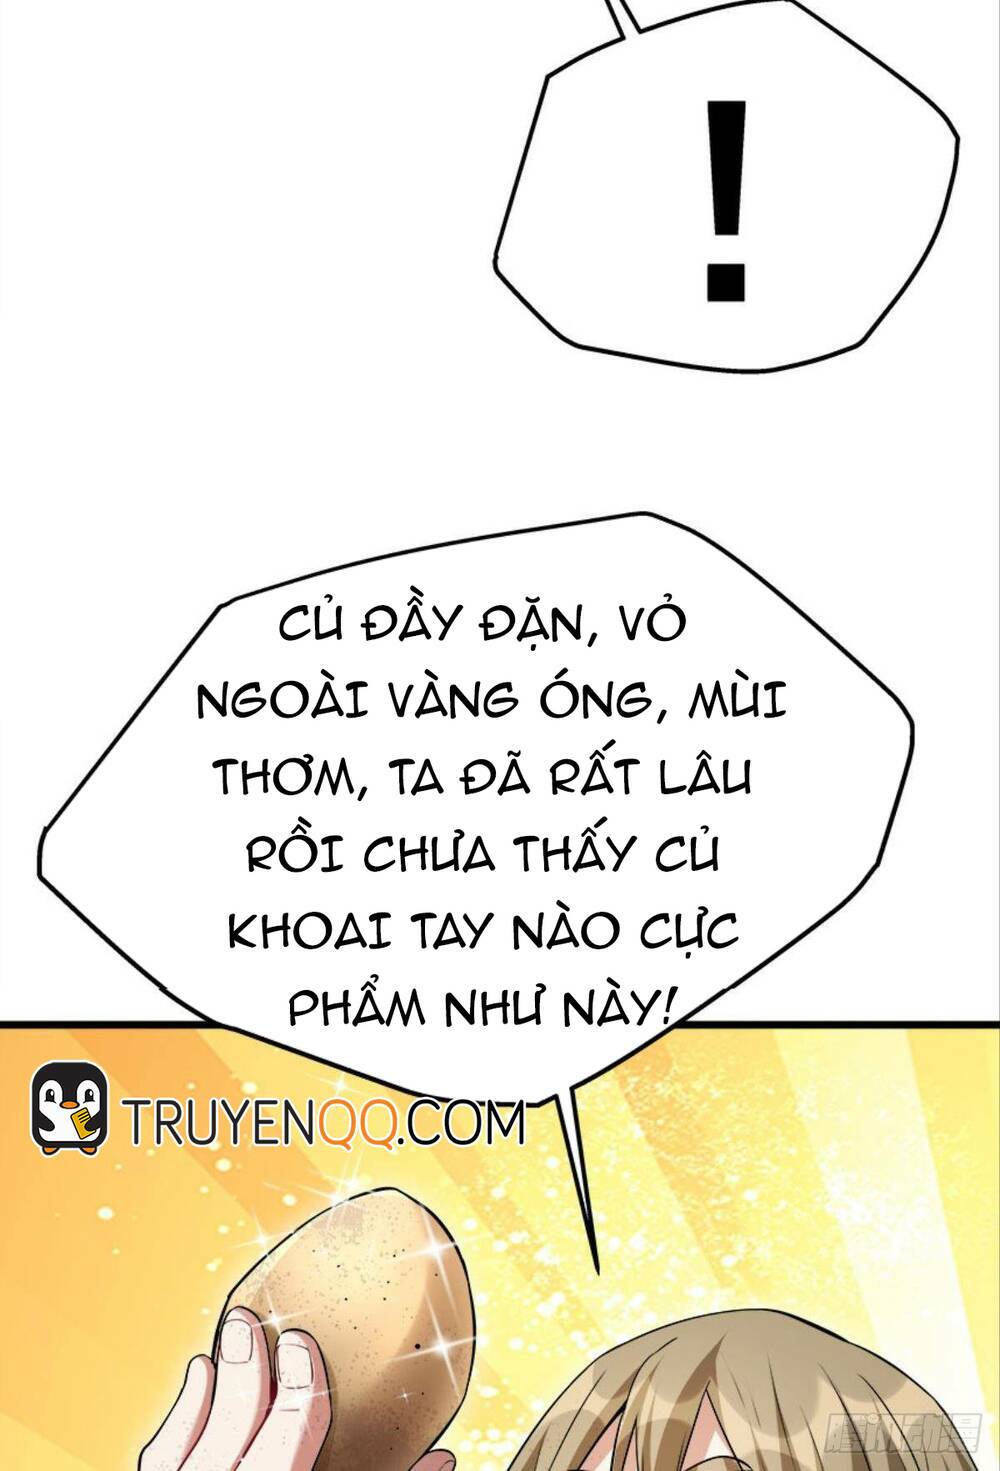 !
CỦ ĐẦY ĐẶN, VỎ
NGOÀI VÀNG ÓNG, MÙI
THƠM, TA ĐÃ RẤT LÂU
RỒI CHƯA THẤY CỦ
KHOAI TAY NÀO CỰC
PHẨM NHƯ NÀY!
TRUYENQQ.COM